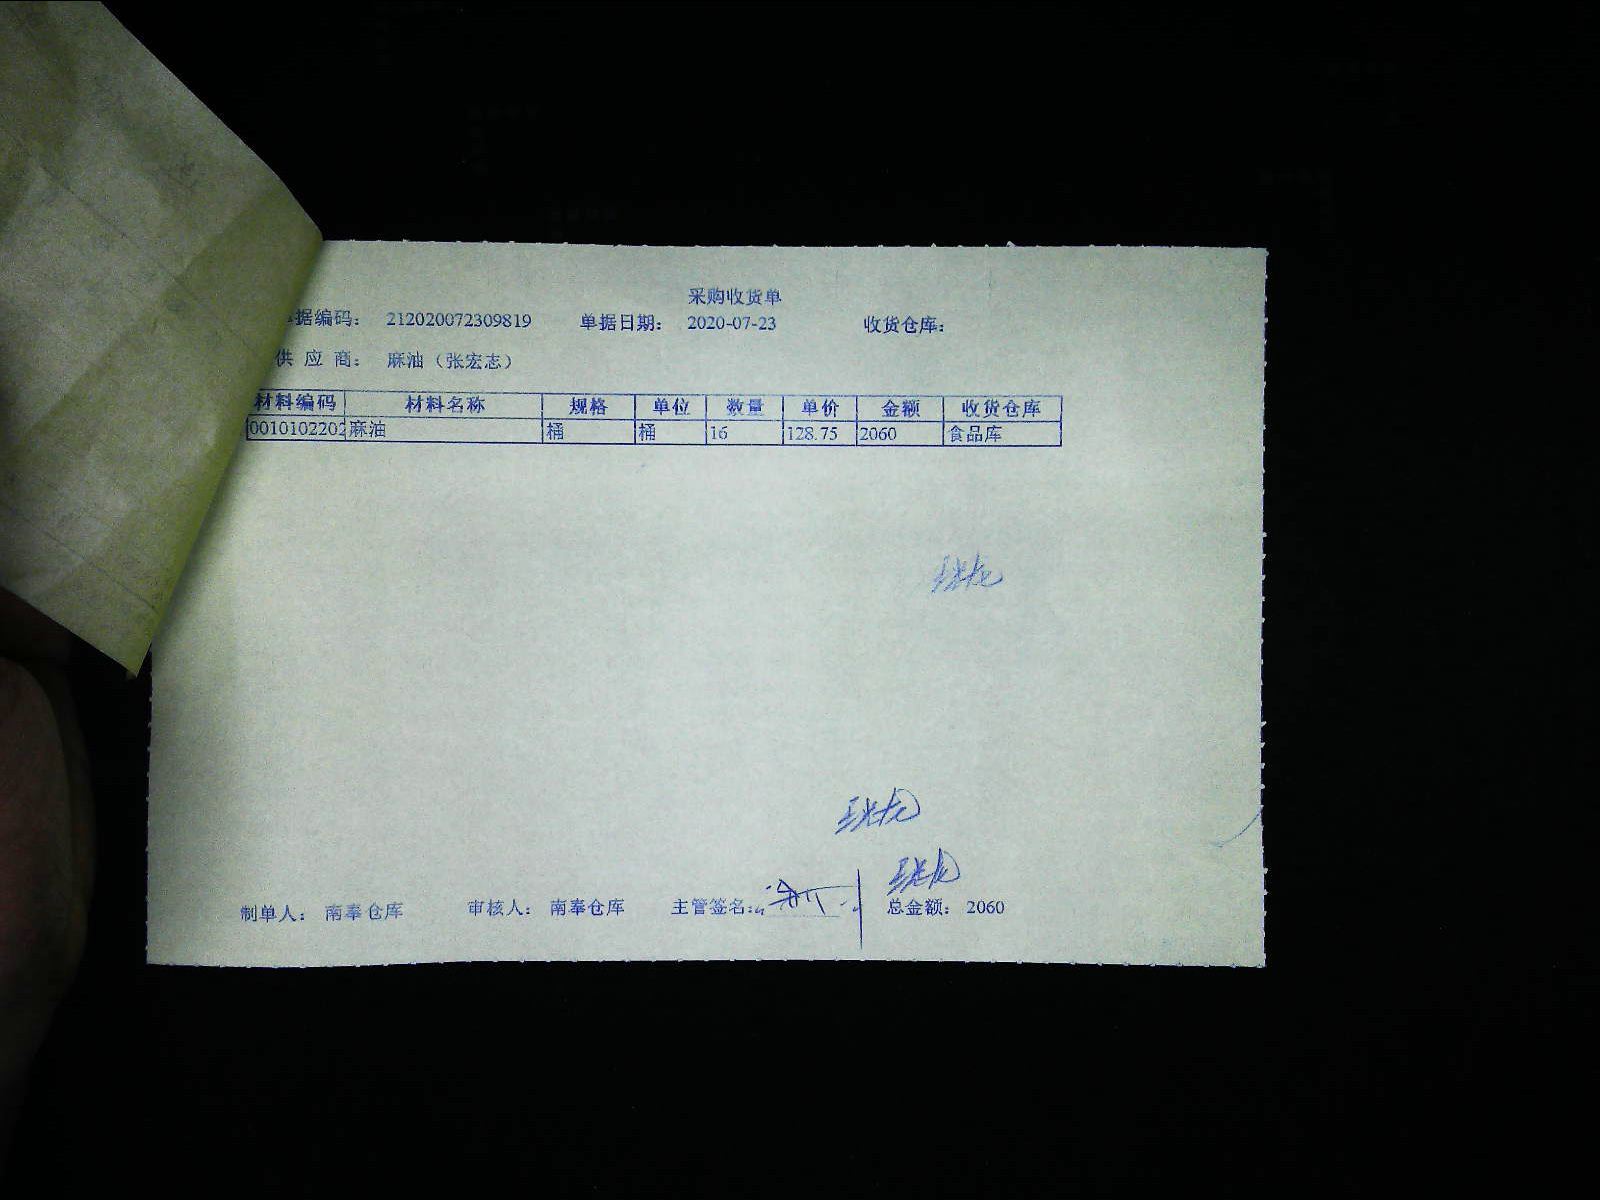 采购收货单
据编码： 212020072309819 单据日期： 2020-07-23 收货仓库：
供 应 商： 麻油（张宏志）
材料编码 材料名称 规格 单位 数量 单价 金额 收货仓库
0010102202 麻油 桶 桶 16 128.75 2060 食品库
制单人： 南奉仓库 审核人： 南奉仓库 主管签名： 总金额： 2060